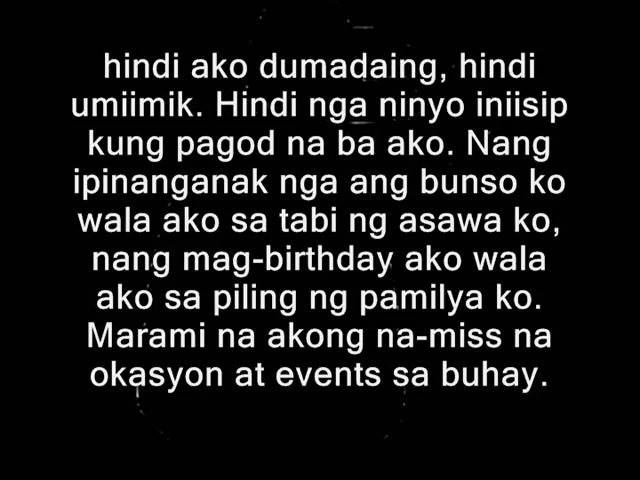 hindi ako dumadaing, hindi
umiimik. Hindi nga ninyo iniisip
kung pagod na ba ako. Nang
ipinanganak nga ang bunso ko
wala ako sa tabi ng asawa ko,
nang mag-birthday ako wala
ako sa piling ng pamilya ko.
Marami na akong na-miss na
okasyon at events sa buhay.